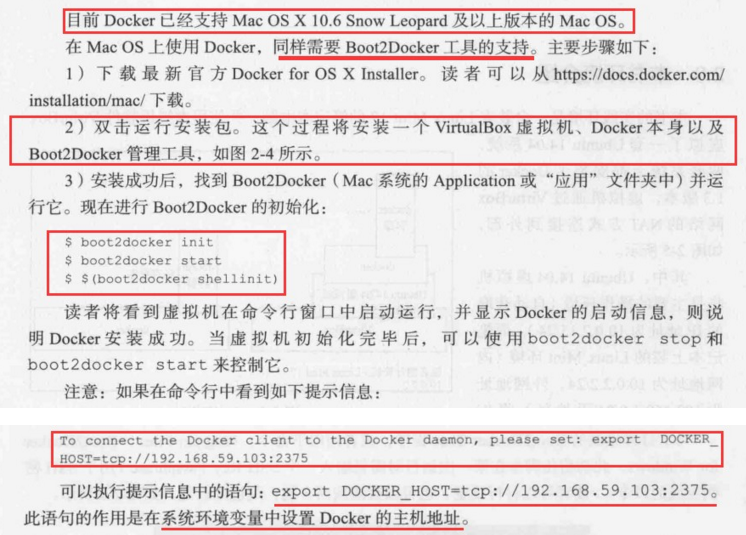 目前 Docker 已经支持 Mac OS X 10.6 Snow Leopard 及以上版本的 Mac OS。
在 Mac OS 上使用 Docker，同样需要 Boot2Docker 工具的支持。主要步骤如下：
1）下载最新官方 Docker for OS X Installer。读者可以从 https://docs.docker.com/
installation/mac/ 下载。
2）双击运行安装包。这个过程将安装一个 VirtualBox 虚拟机、Docker 本身以及
Boot2Docker 管理工具，如图 2-4 所示。
3）安装成功后，找到 Boot2Docker（Mac 系统的 Application 或“应用”文件夹中）并运
行它。现在进行 Boot2Docker 的初始化：
$ boot2docker init
$ boot2docker start
$ $(boot2docker shellinit)
读者将看到虚拟机在命令行窗口中启动运行，并显示 Docker 的启动信息，则说
明 Docker 安装成功。当虚拟机初始化完毕后，可以使用 boot2docker stop 和
boot2docker start 来控制它。
注意：如果在命令行中看到如下提示信息：
To connect the Docker client to the Docker daemon, please set: export DOCKER_
HOST=tcp://192.168.59.103:2375
可以执行提示信息中的语句：export DOCKER_HOST=tcp://192.168.59.103:2375。
此语句的作用是在系统环境变量中设置 Docker 的主机地址。